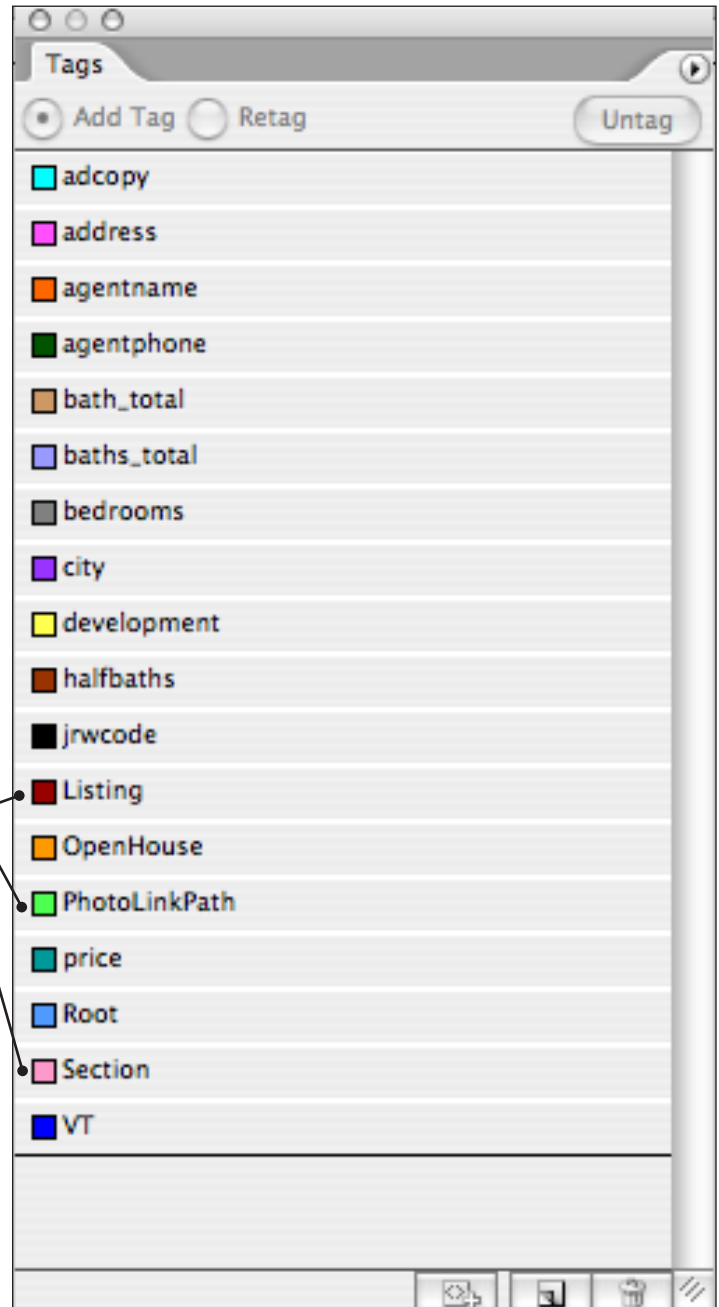 Tags
Add Tag Retag Untag
adcopy
address
agentname
agentphone
bath_total
baths_total
bedrooms
city
development
halfbaths
jrwcode
Listing
OpenHouse
PhotoLinkPath
price
Root
Section
VT